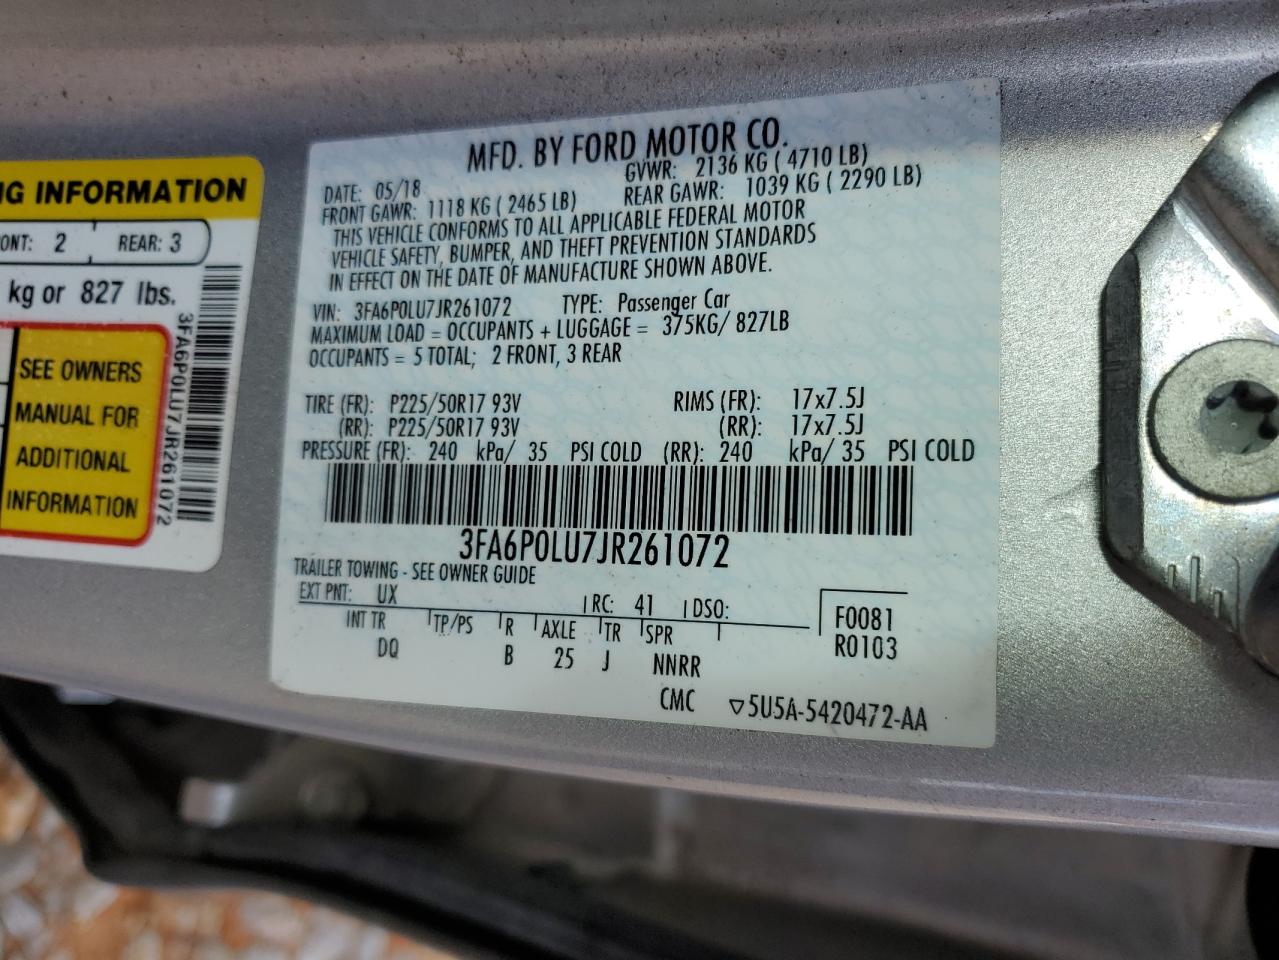 NG INFORMATION
ONT: 2 REAR: 3
kg or 827 lbs.
SEE OWNERS
MANUAL FOR
ADDITIONAL
INFORMATION
3FA6P0LU7JR261072
MFD. BY FORD MOTOR CO.
DATE: 05/18 GVWR: 2136 KG ( 4710 LB)
FRONT GAWR: 1118 KG ( 2465 LB) REAR GAWR: 1039 KG ( 2290 LB)
THIS VEHICLE CONFORMS TO ALL APPLICABLE FEDERAL MOTOR
VEHICLE SAFETY, BUMPER, AND THEFT PREVENTION STANDARDS
IN EFFECT ON THE DATE OF MANUFACTURE SHOWN ABOVE.
VIN: 3FA6P0LU7JR261072 TYPE: Passenger Car
MAXIMUM LOAD = OCCUPANTS + LUGGAGE = 375KG/ 827LB
OCCUPANTS = 5 TOTAL; 2 FRONT, 3 REAR
TIRE (FR): P225/50R17 93V RIMS (FR): 17x7.5J
(RR): P225/50R17 93V (RR): 17x7.5J
PRESSURE (FR): 240 kPa/ 35 PSI COLD (RR): 240 kPa/ 35 PSI COLD
3FA6P0LU7JR261072
TRAILER TOWING - SEE OWNER GUIDE
EXT PNT: UX RC: 41 DSO:
INT TR TP/PS R AXLE TR SPR
DQ B 25 J NNRR
F0081
R0103
CMC ▽5U5A-5420472-AA